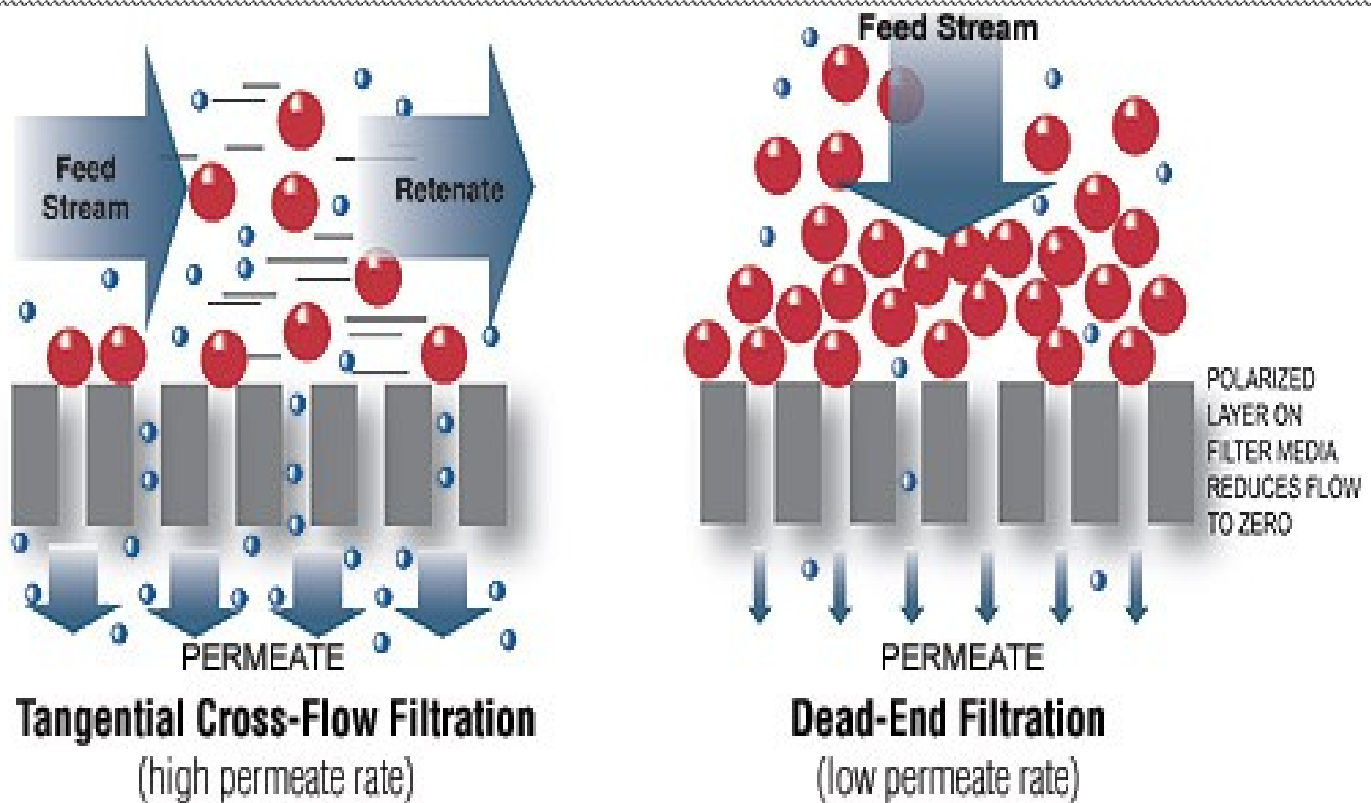 Feed
Stream
Retenate
PERMEATE
Tangential Cross-Flow Filtration
(high permeate rate)
Feed Stream
POLARIZED
LAYER ON
FILTER MEDIA
REDUCES FLOW
TO ZERO
PERMEATE
Dead-End Filtration
(low permeate rate)